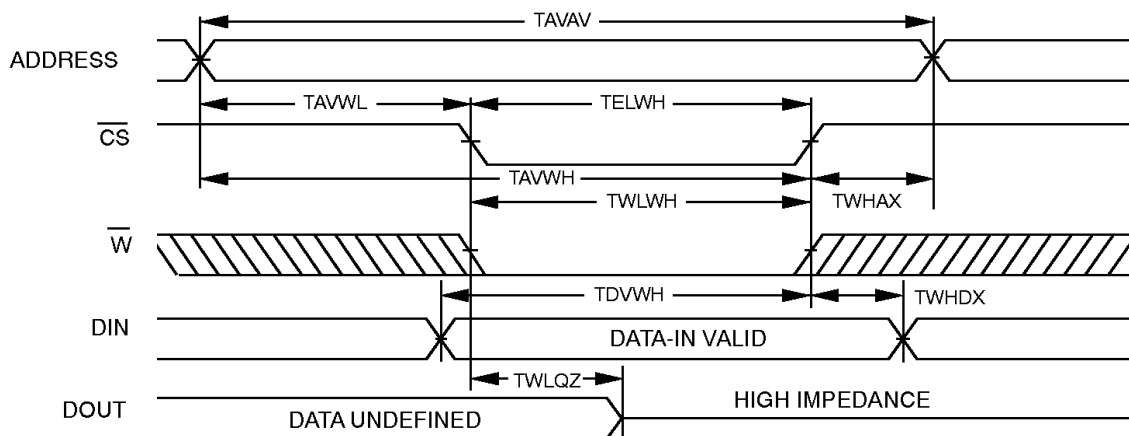 TAVAV
ADDRESS
TAVWL
TELWH
CS
TAVWH
TWLWH
TWHAX
W
TDVWH
TWHDX
DIN
DATA-IN VALID
TWLQZ
DOUT
DATA UNDEFINED
HIGH IMPEDANCE